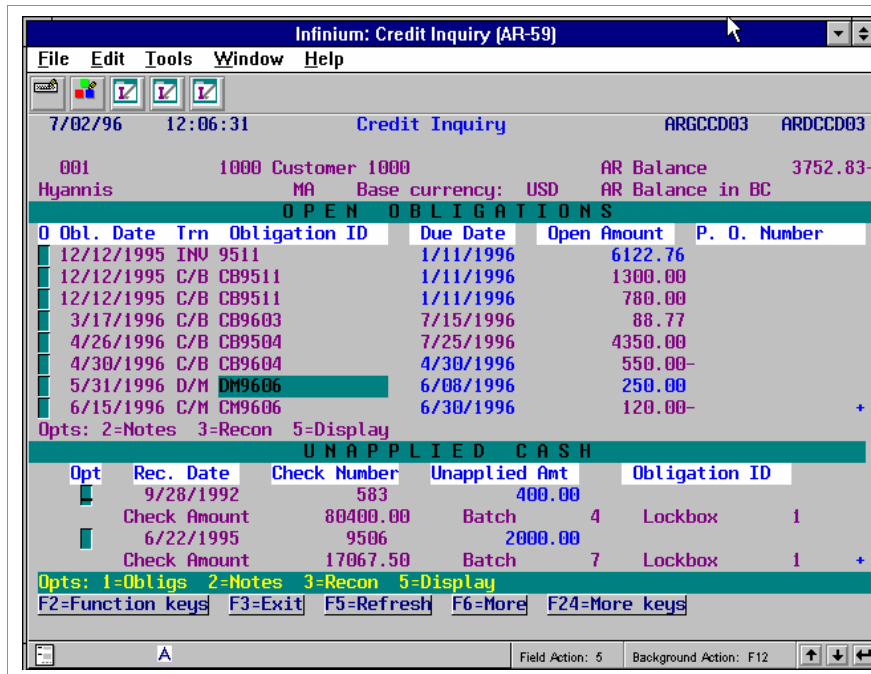 Infinium: Credit Inquiry (AR-59)
File Edit Tools Window Help
7/02/96 12:06:31 Credit Inquiry ARGCCD03 ARDCCD03
001 1000 Customer 1000 AR Balance 3752.83-
Hyannis MA Base currency: USD AR Balance in BC
OPEN OBLIGATIONS
O Obl. Date Trn Obligation ID Due Date Open Amount P. O. Number
12/12/1995 INV 9511 1/11/1996 6122.76
12/12/1995 C/B CB9511 1/11/1996 1300.00
12/12/1995 C/B CB9511 1/11/1996 780.00
3/17/1996 C/B CB9603 7/15/1996 88.77
4/26/1996 C/B CB9504 7/25/1996 4350.00
4/30/1996 C/B CB9604 4/30/1996 550.00-
5/31/1996 D/M DM9606 6/08/1996 250.00
6/15/1996 C/M CM9606 6/30/1996 120.00- +
Opts: 2=Notes 3=Recon 5=Display
UNAPPLIED CASH
Opt Rec. Date Check Number Unapplied Amt Obligation ID
9/28/1992 583 400.00
Check Amount 80400.00 Batch 4 Lockbox 1
6/22/1995 9506 2000.00
Check Amount 17067.50 Batch 7 Lockbox 1 +
Opts: 1=Obligs 2=Notes 3=Recon 5=Display
F2=Function keys F3=Exit F5=Refresh F6=More F24=More keys
A Field Action: 5 Background Action: F12